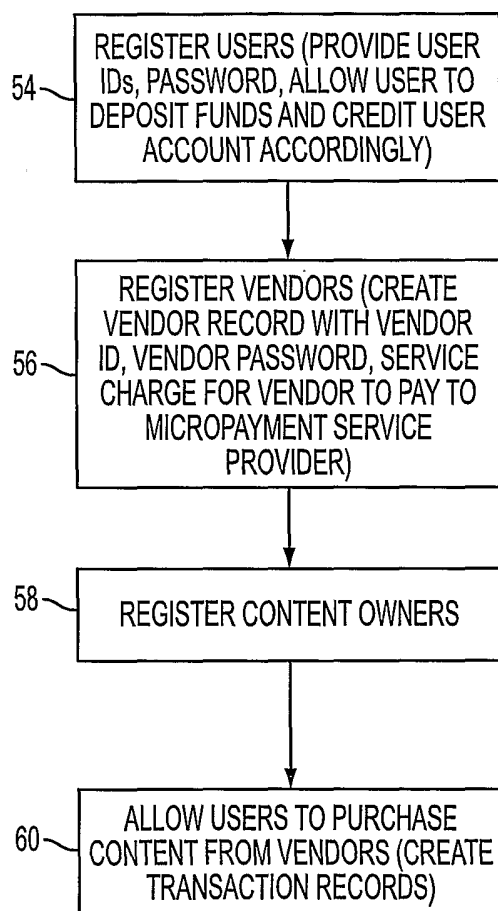 54
REGISTER USERS (PROVIDE USER
IDs, PASSWORD, ALLOW USER TO
DEPOSIT FUNDS AND CREDIT USER
ACCOUNT ACCORDINGLY)
56
REGISTER VENDORS (CREATE
VENDOR RECORD WITH VENDOR
ID, VENDOR PASSWORD, SERVICE
CHARGE FOR VENDOR TO PAY TO
MICROPAYMENT SERVICE
PROVIDER)
58
REGISTER CONTENT OWNERS
60
ALLOW USERS TO PURCHASE
CONTENT FROM VENDORS (CREATE
TRANSACTION RECORDS)